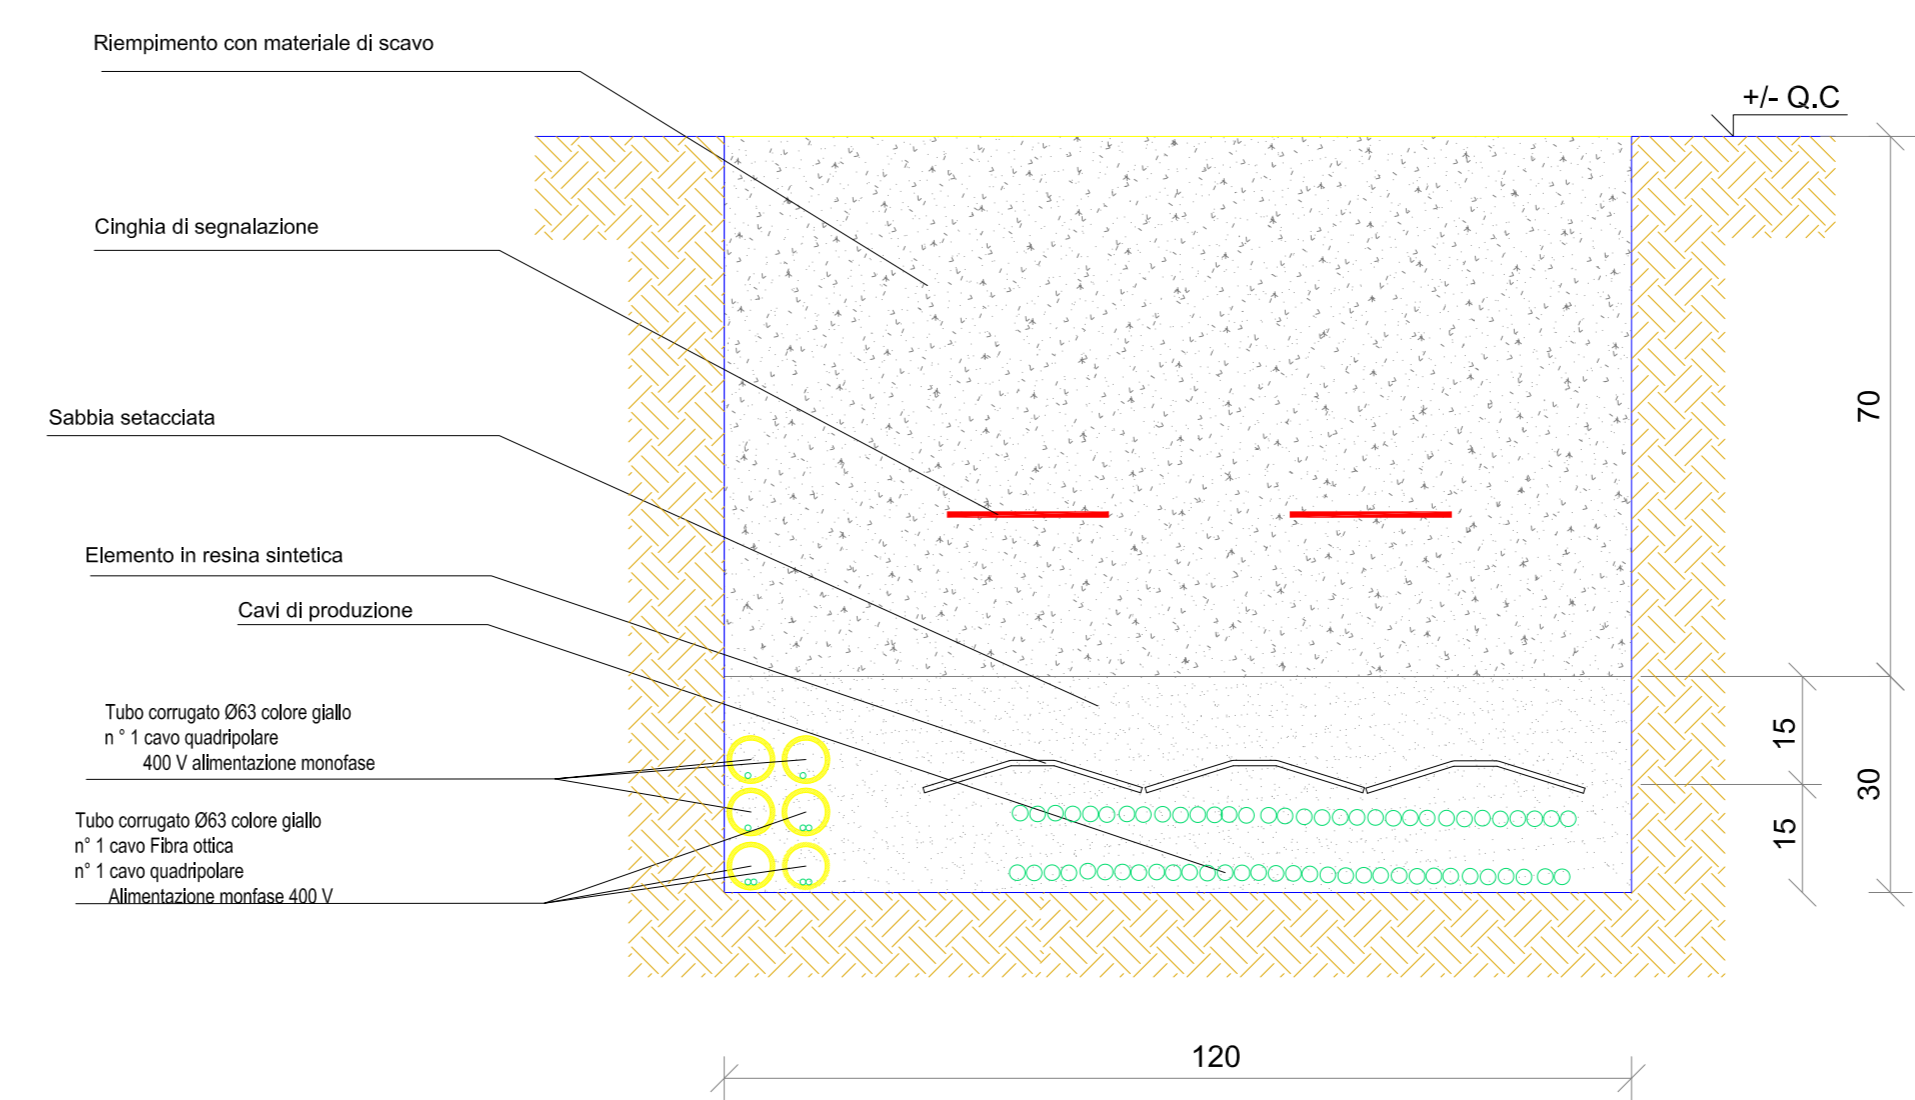 Riempimento con materiale di scavo
+/- Q.C
Cinghia di segnalazione
70
Sabbia setacciata
Elemento in resina sintetica
Cavi di produzione
Tubo corrugato Ø63 colore giallo
n ° 1 cavo quadripolare
400 V alimentazione monofase
15
30
15
Tubo corrugato Ø63 colore giallo
n° 1 cavo Fibra ottica
n° 1 cavo quadripolare
Alimentazione monfase 400 V
120